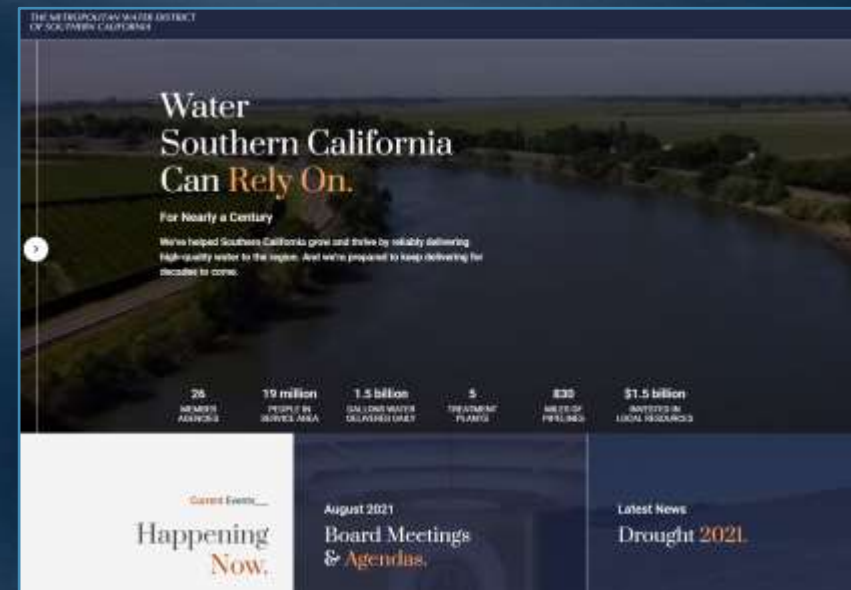 THE METROPOLITAN WATER DISTRICT
OF SOUTHERN CALIFORNIA
Water
Southern California
Can Rely On.
For Nearly a Century
We've helped Southern California grow and thrive by reliably delivering
high-quality water to the region. And we're prepared to keep delivering for
decades to come.
26
MEMBER
AGENCIES
19 million
PEOPLE IN
SERVICE AREA
1.5 billion
GALLONS WATER
DELIVERED DAILY
5
TREATMENT
PLANTS
830
MILES OF
PIPELINES
$1.5 billion
INVESTED IN
LOCAL RESOURCES
Current Events__
Happening
Now.
August 2021
Board Meetings
& Agendas.
Latest News
Drought 2021.